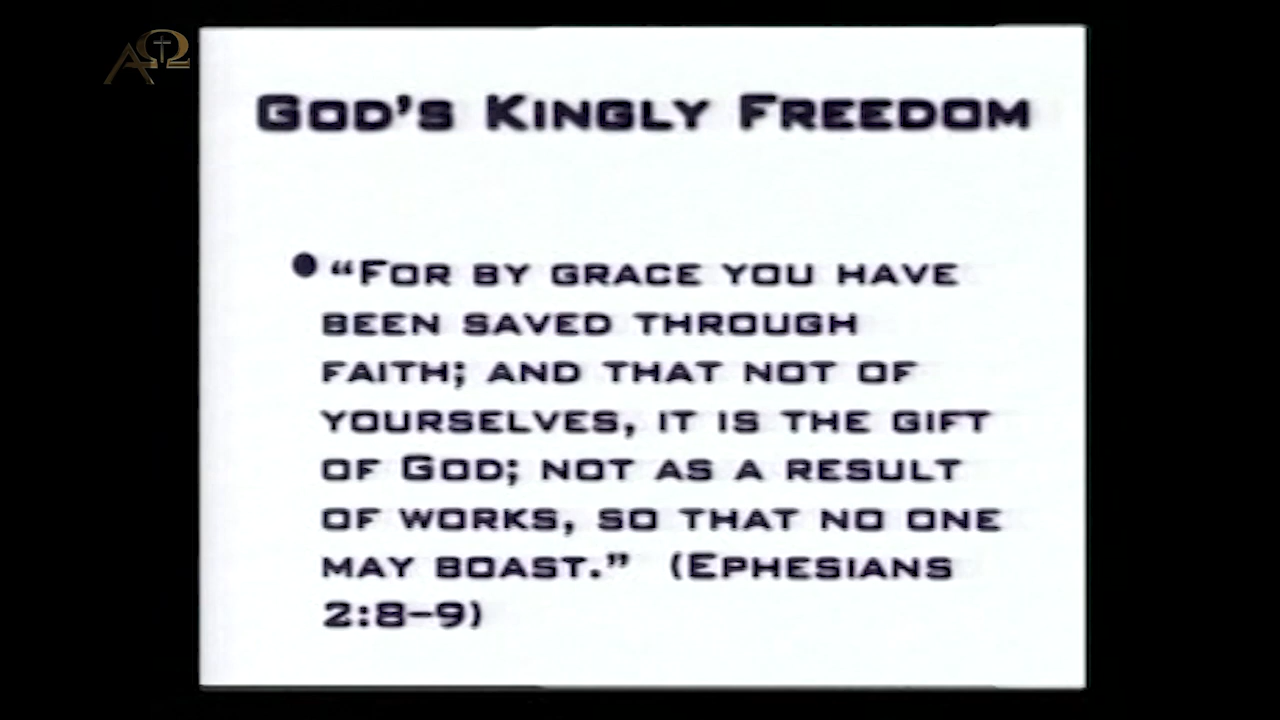 ΑΩ
God's Kingly Freedom
• “For by grace you have
been saved through
faith; and that not of
yourselves, it is the gift
of God; not as a result
of works, so that no one
may boast.” (Ephesians
2:8–9)